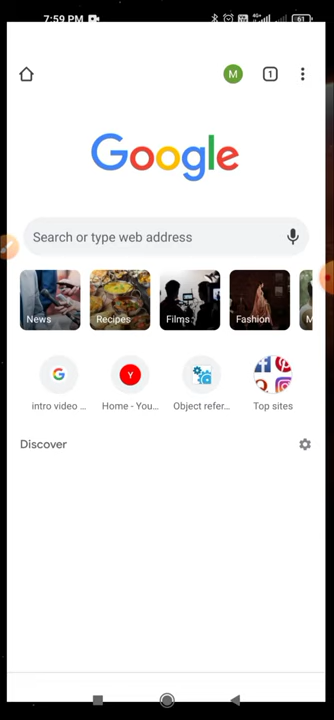 7:59 PM
61
M
1
Google
Search or type web address
News
Recipes
Films
Fashion
M
intro video ...
Y
Home - You...
Object refer...
Top sites
Discover